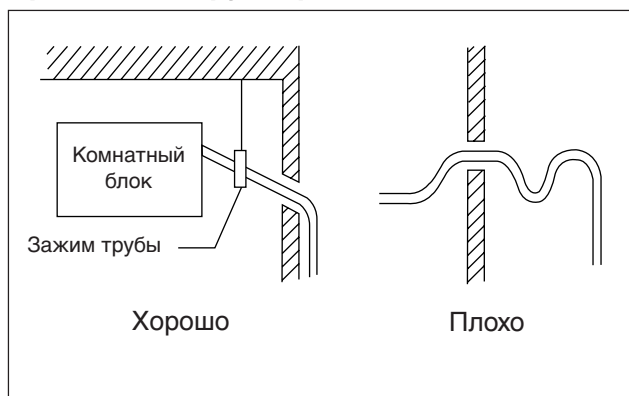 Комнатный
блок
Зажим трубы
Хорошо
Плохо